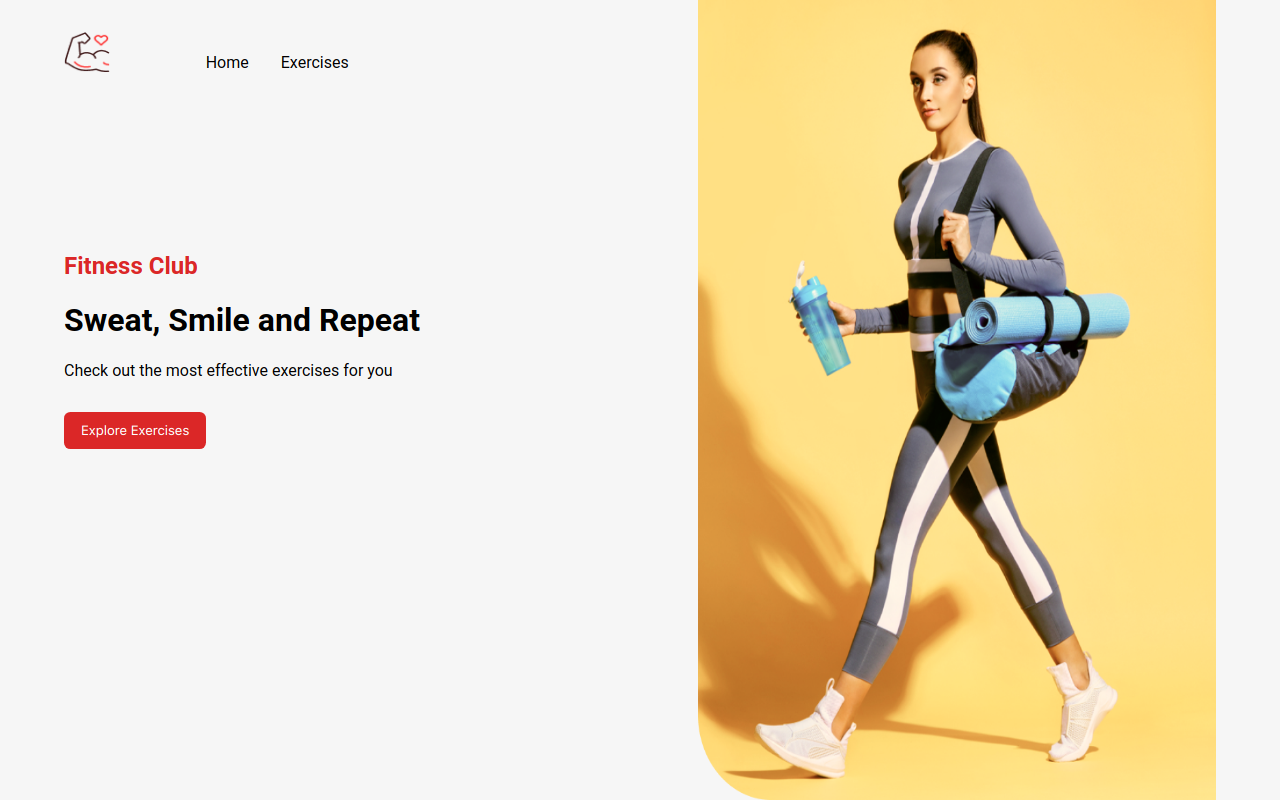 Home
Exercises
Fitness Club
Sweat, Smile and Repeat
Check out the most effective exercises for you
Explore Exercises